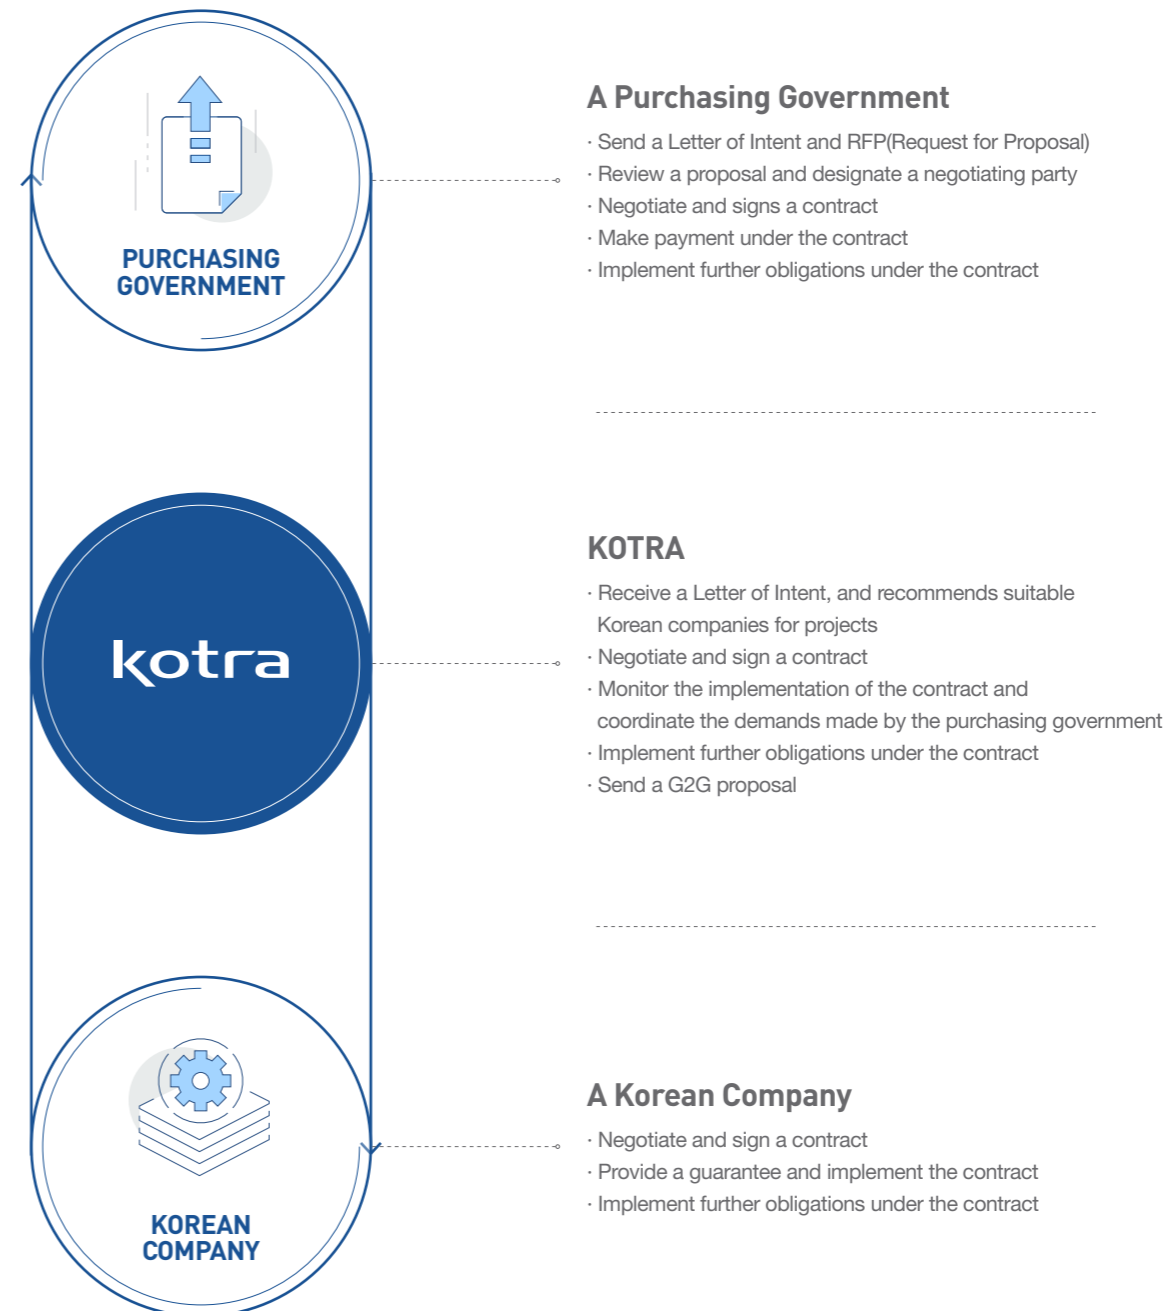 PURCHASING
GOVERNMENT
A Purchasing Government
· Send a Letter of Intent and RFP(Request for Proposal)
· Review a proposal and designate a negotiating party
· Negotiate and signs a contract
· Make payment under the contract
· Implement further obligations under the contract
kotra
KOTRA
· Receive a Letter of Intent, and recommends suitable
Korean companies for projects
· Negotiate and sign a contract
· Monitor the implementation of the contract and
coordinate the demands made by the purchasing government
· Implement further obligations under the contract
· Send a G2G proposal
KOREAN
COMPANY
A Korean Company
· Negotiate and sign a contract
· Provide a guarantee and implement the contract
· Implement further obligations under the contract